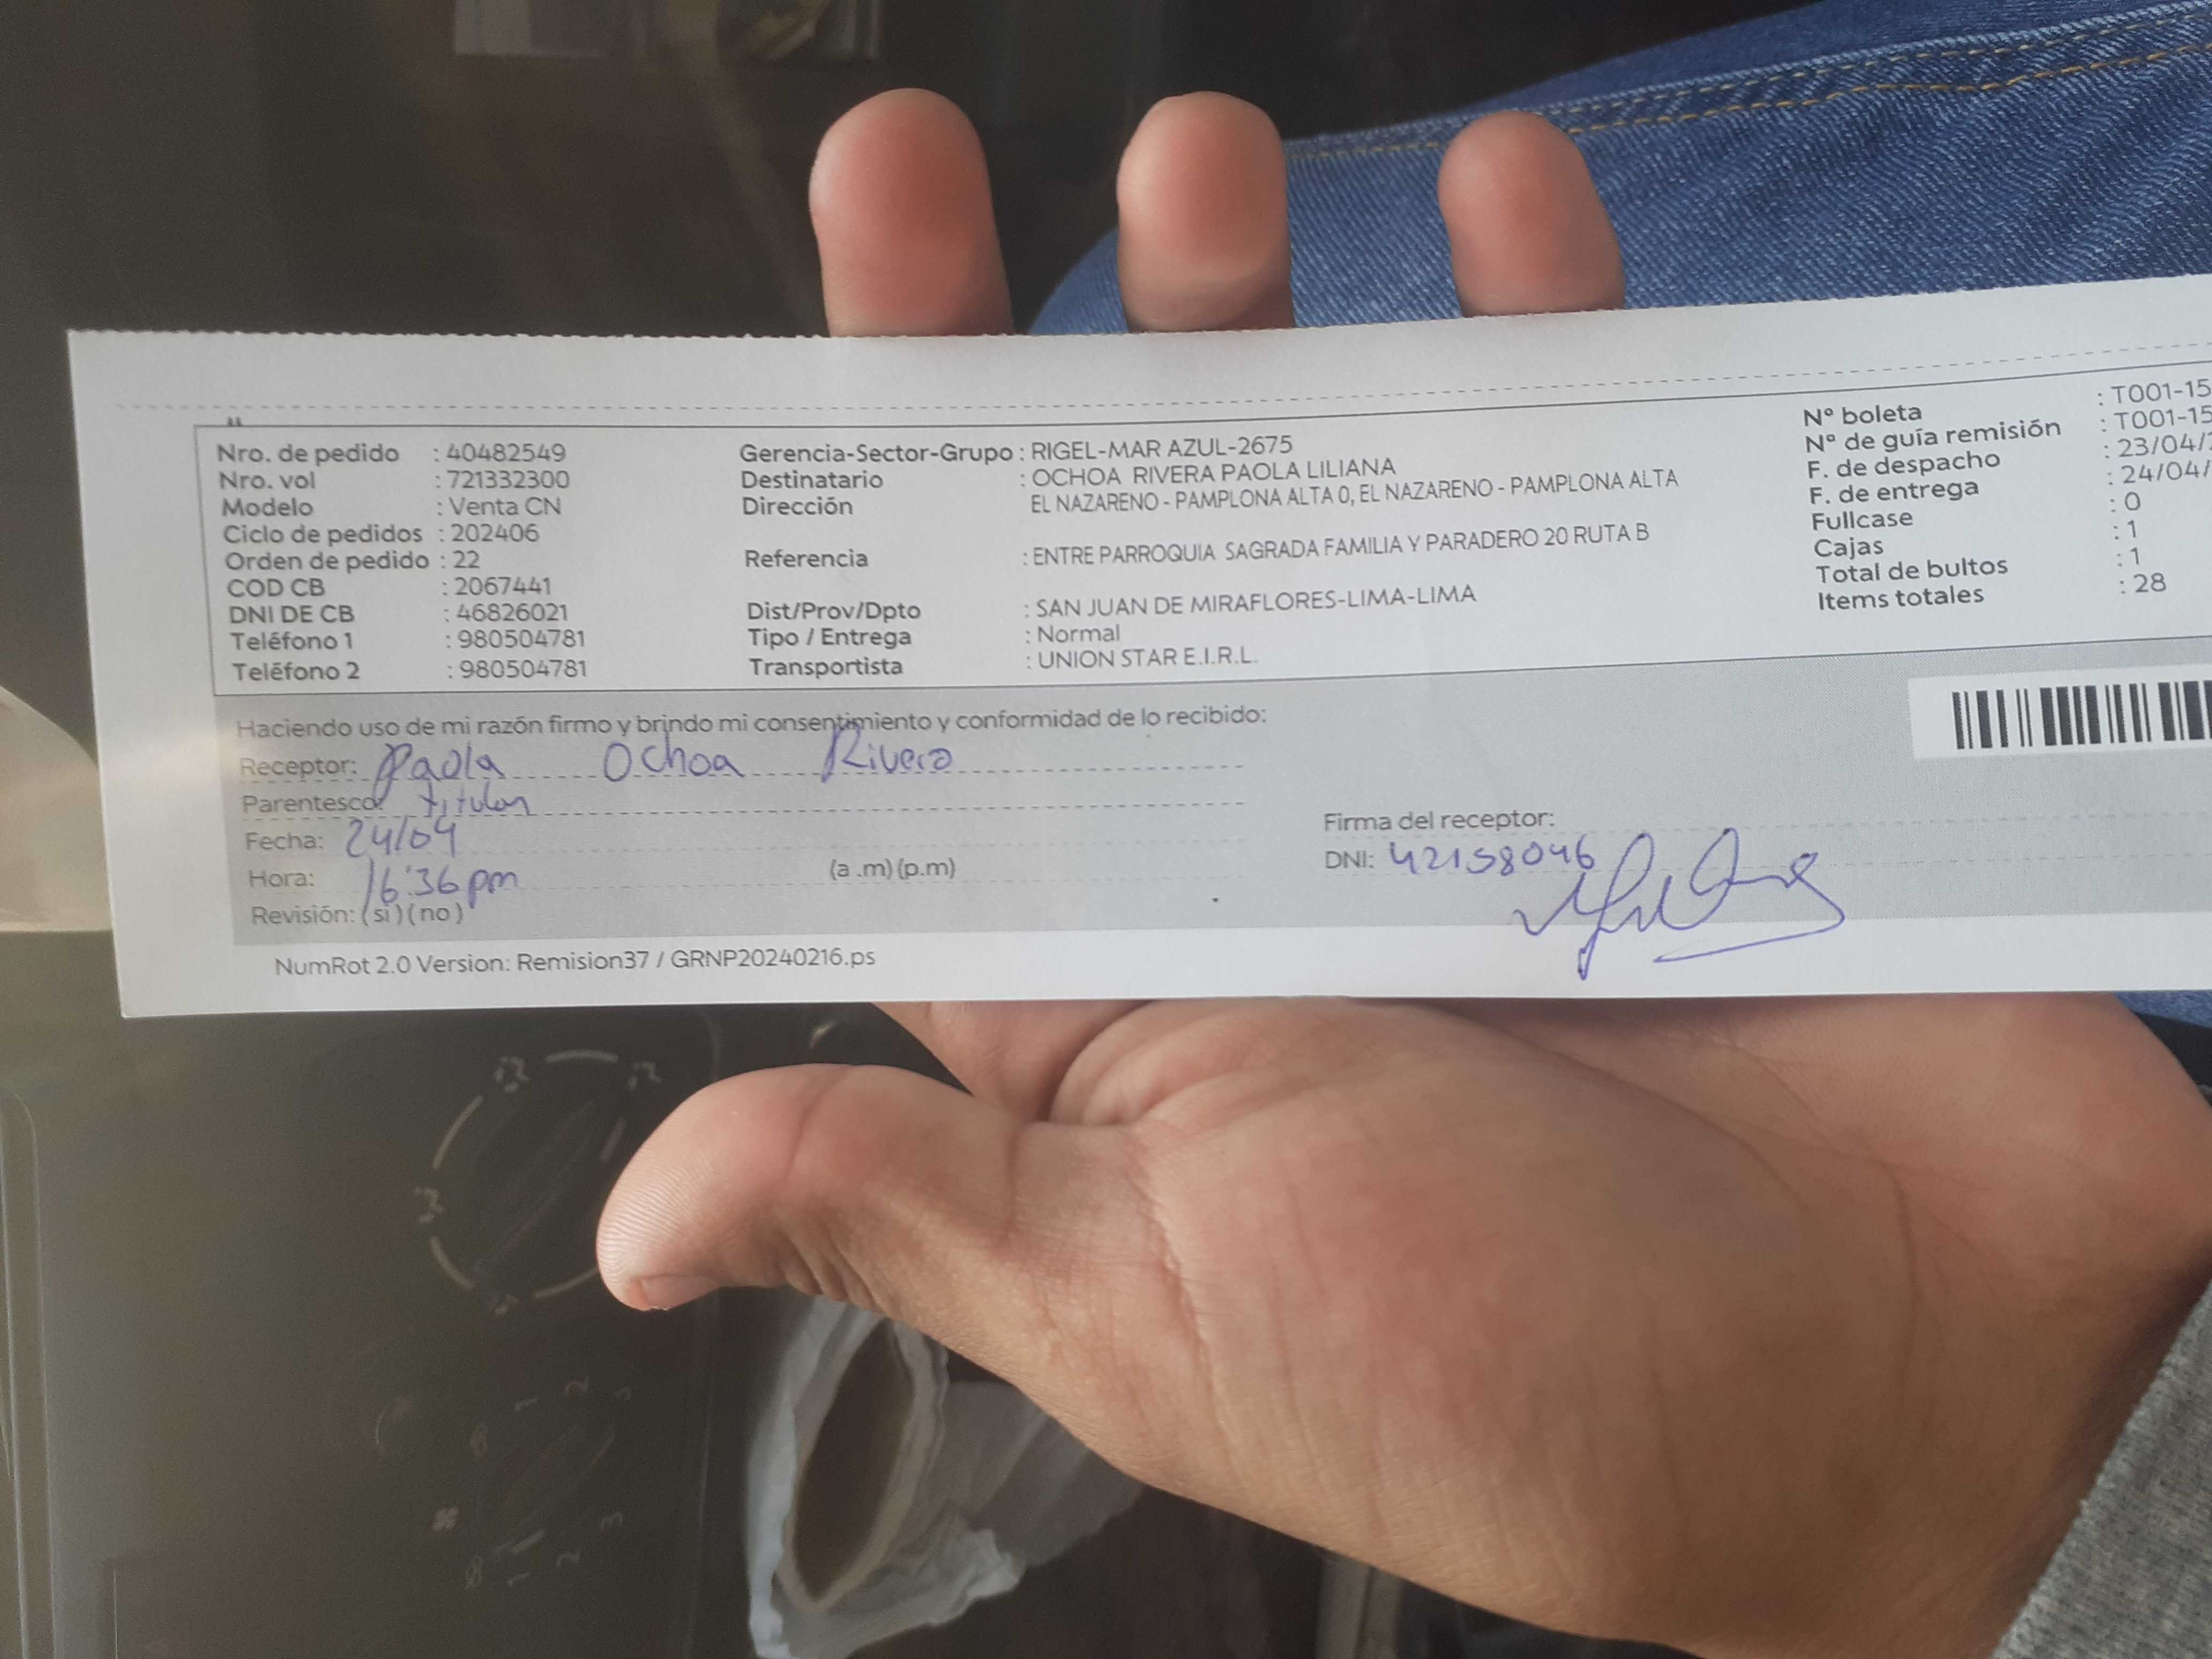 Nro. de pedido : 40482549
Nro. vol : 721332300
Modelo : Venta CN
Ciclo de pedidos : 202406
Orden de pedido : 22
COD CB : 2067441
DNI DE CB : 46826021
Teléfono 1 : 980504781
Teléfono 2 : 980504781
Gerencia-Sector-Grupo : RIGEL-MAR AZUL-2675
Destinatario : OCHOA RIVERA PAOLA LILIANA
Dirección EL NAZARENO - PAMPLONA ALTA 0, EL NAZARENO - PAMPLONA ALTA
Referencia : ENTRE PARROQUIA SAGRADA FAMILIA Y PARADERO 20 RUTA B
Dist/Prov/Dpto : SAN JUAN DE MIRAFLORES-LIMA-LIMA
Tipo / Entrega : Normal
Transportista : UNION STAR E.I.R.L.
Nº boleta : T001-15
Nº de guía remisión : T001-15
F. de despacho : 23/04/
F. de entrega : 24/04/
Fullcase : 0
Cajas : 1
Total de bultos : 1
Items totales : 28
Haciendo uso de mi razón firmo y brindo mi consentimiento y conformidad de lo recibido:
Receptor: Paola Ochoa Rivera
Parentesco: titular
Fecha: 24/04
Hora: 16:36pm (a .m) (p.m)
Revisión: (si) (no)
Firma del receptor:
DNI: 42158046
NumRot 2.0 Version: Remision37 / GRNP20240216.ps